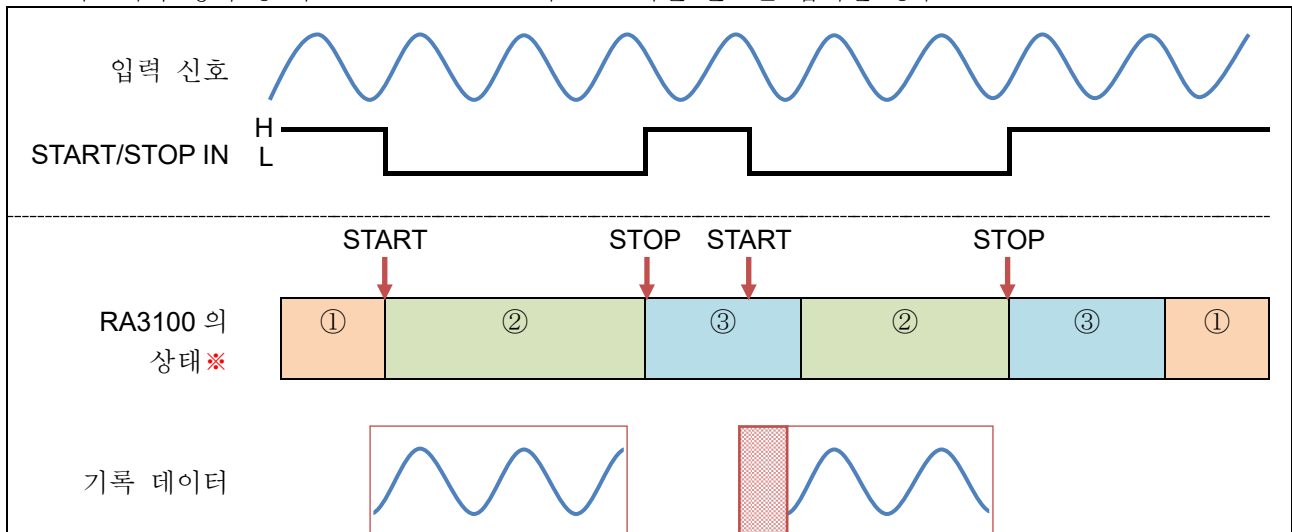 입력 신호
H
START/STOP IN L
START STOP START STOP
RA3100 의 ① ② ③ ② ③ ①
상태※
기록 데이터